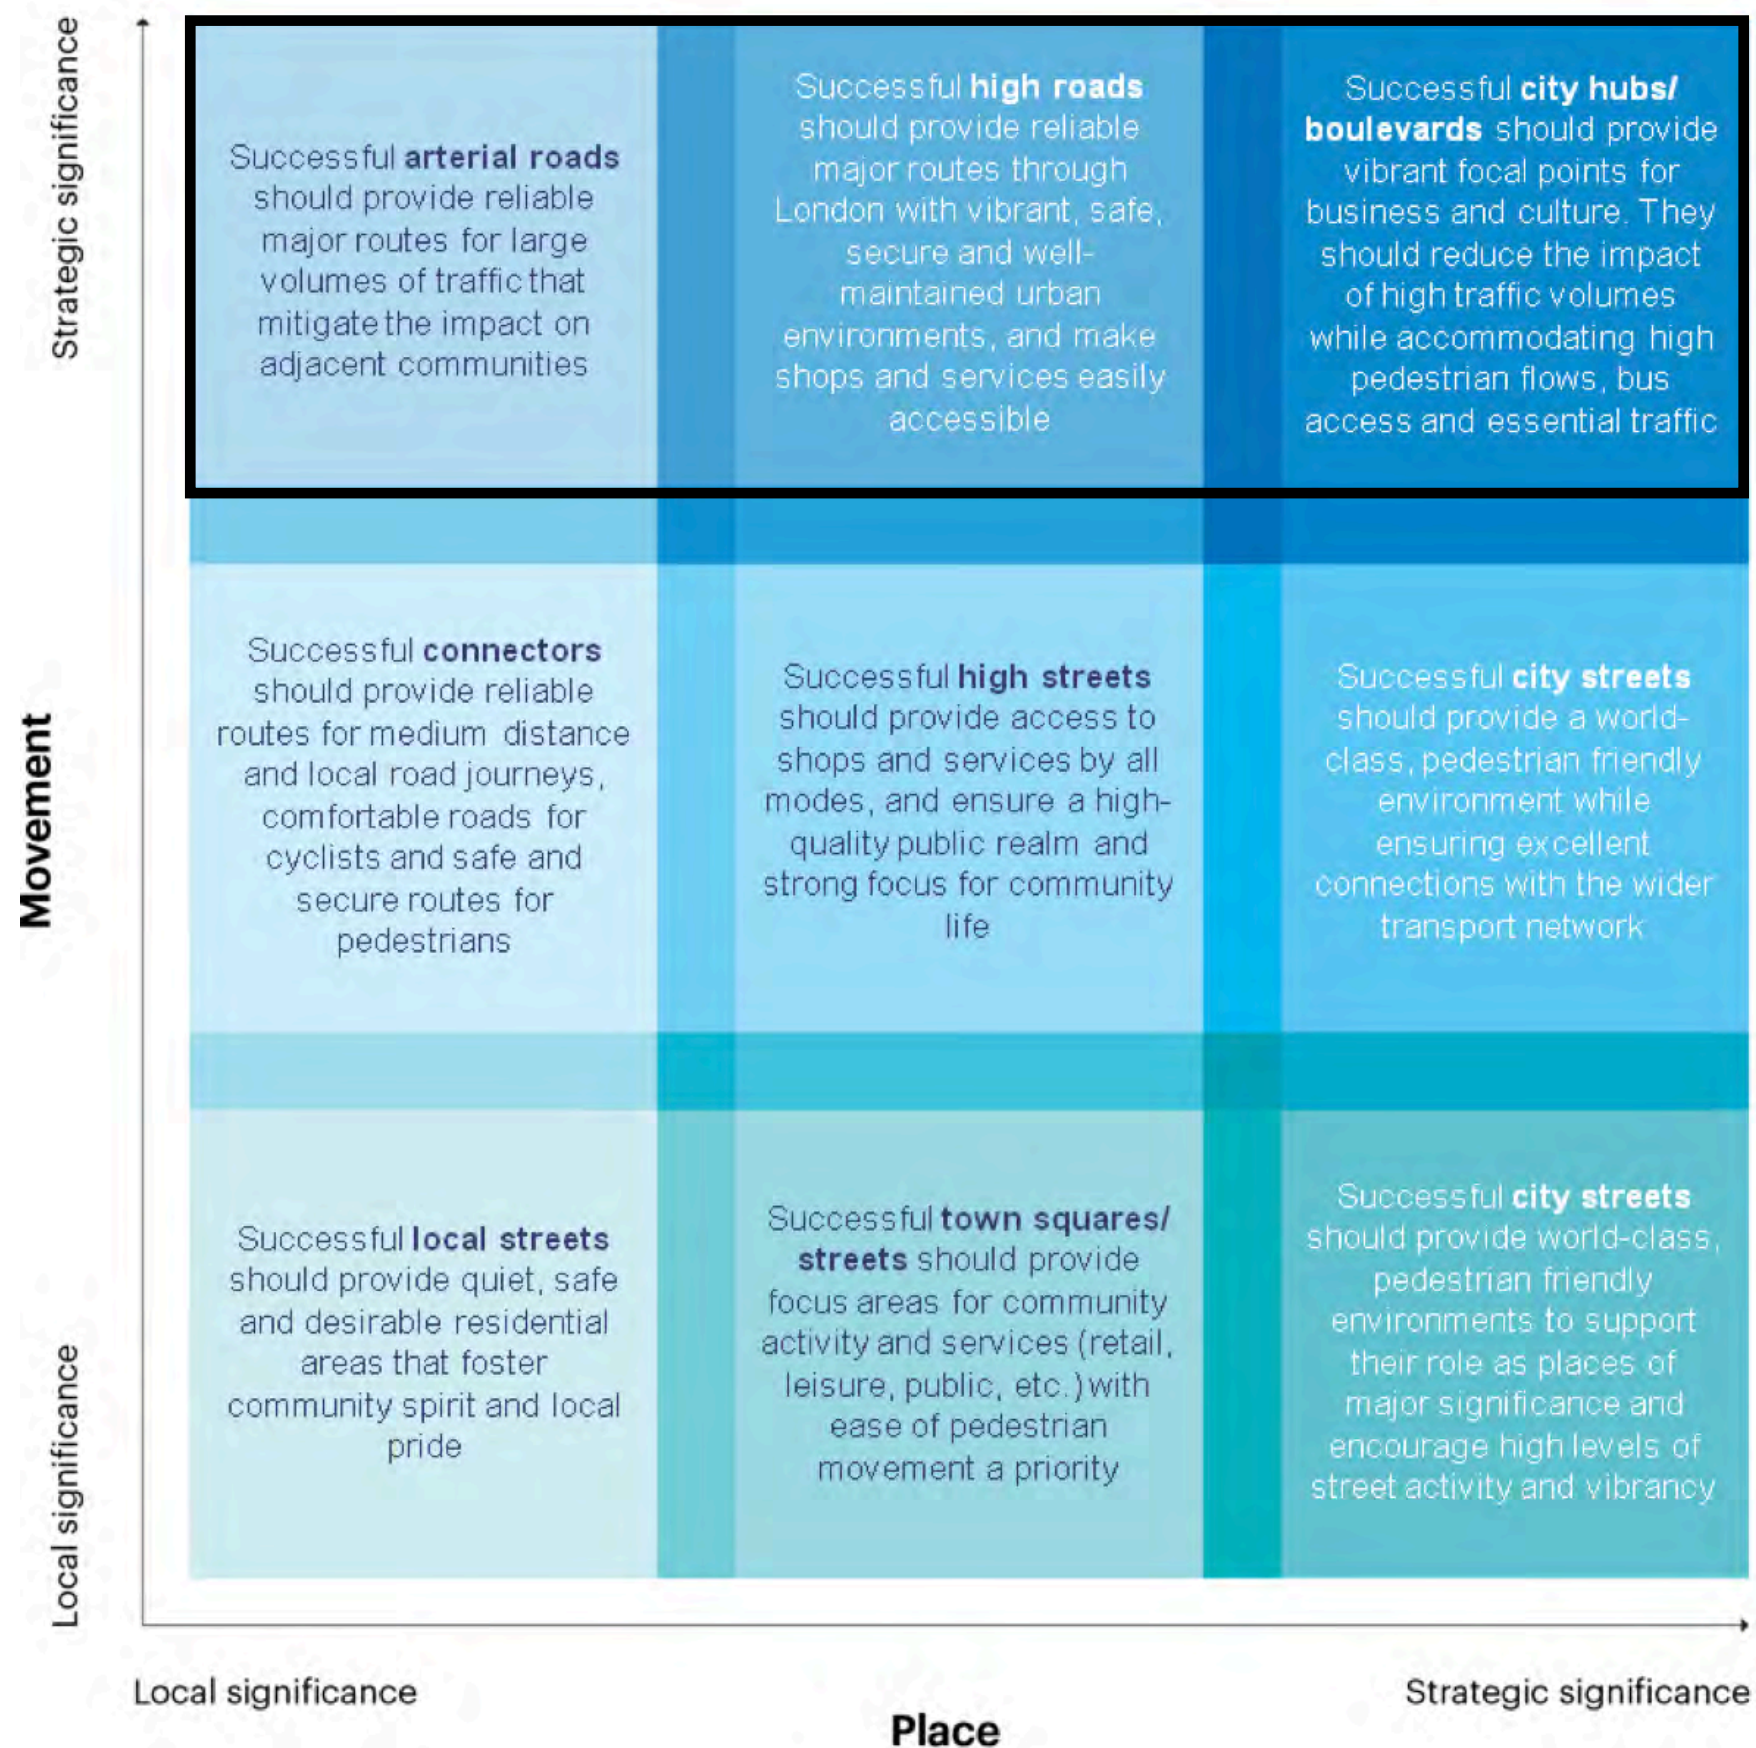 Strategic significance
Movement
Local significance
Successful arterial roads
should provide reliable
major routes for large
volumes of traffic that
mitigate the impact on
adjacent communities
Successful high roads
should provide reliable
major routes through
London with vibrant, safe,
secure and well-
maintained urban
environments, and make
shops and services easily
accessible
Successful city hubs/
boulevards should provide
vibrant focal points for
business and culture. They
should reduce the impact
of high traffic volumes
while accommodating high
pedestrian flows, bus
access and essential traffic
Successful connectors
should provide reliable
routes for medium distance
and local road journeys,
comfortable roads for
cyclists and safe and
secure routes for
pedestrians
Successful high streets
should provide access to
shops and services by all
modes, and ensure a high-
quality public realm and
strong focus for community
life
Successful city streets
should provide a world-
class, pedestrian friendly
environment while
ensuring excellent
connections with the wider
transport network
Successful local streets
should provide quiet, safe
and desirable residential
areas that foster
community spirit and local
pride
Successful town squares/
streets should provide
focus areas for community
activity and services (retail,
leisure, public, etc.) with
ease of pedestrian
movement a priority
Successful city streets
should provide world-class,
pedestrian friendly
environments to support
their role as places of
major significance and
encourage high levels of
street activity and vibrancy
Local significance
Strategic significance
Place